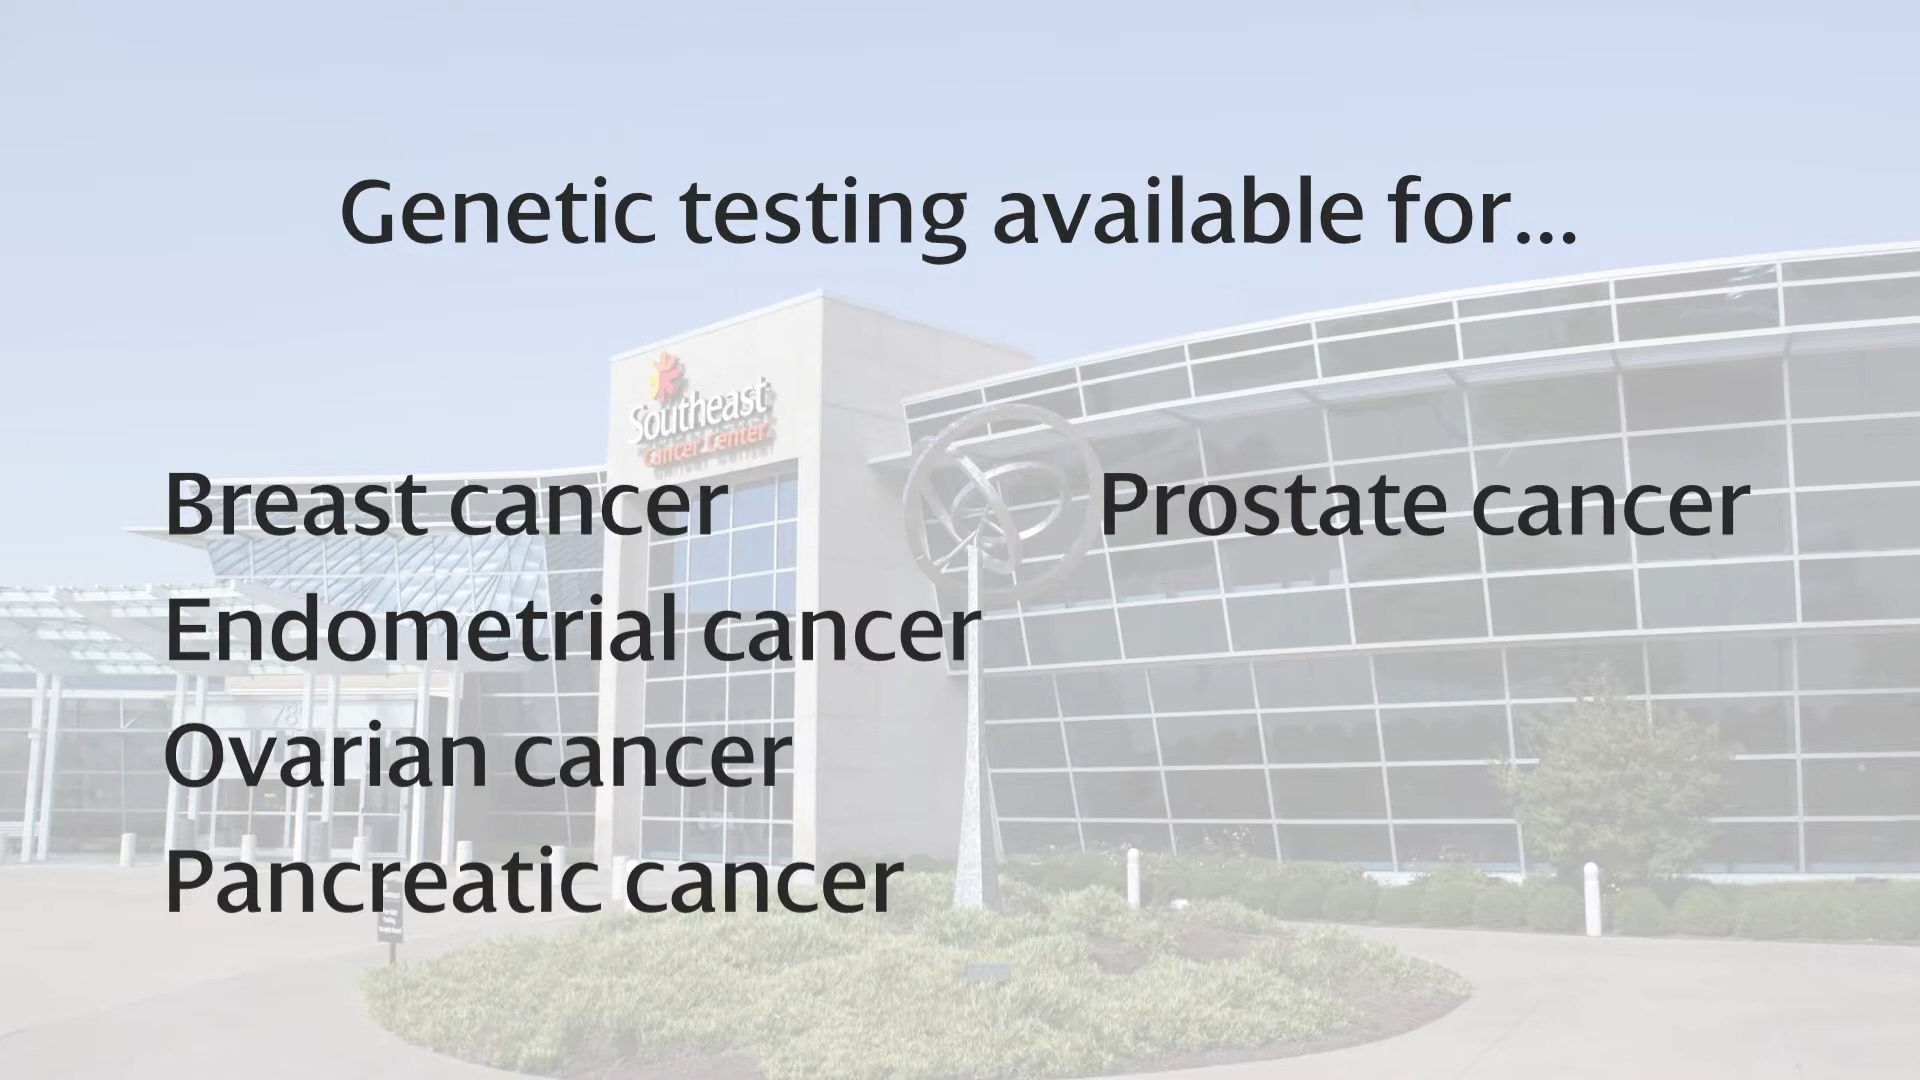 Genetic testing available for...
Southeast
Cancer Center
Breast cancer
Endometrial cancer
Ovarian cancer
Pancreatic cancer
Prostate cancer